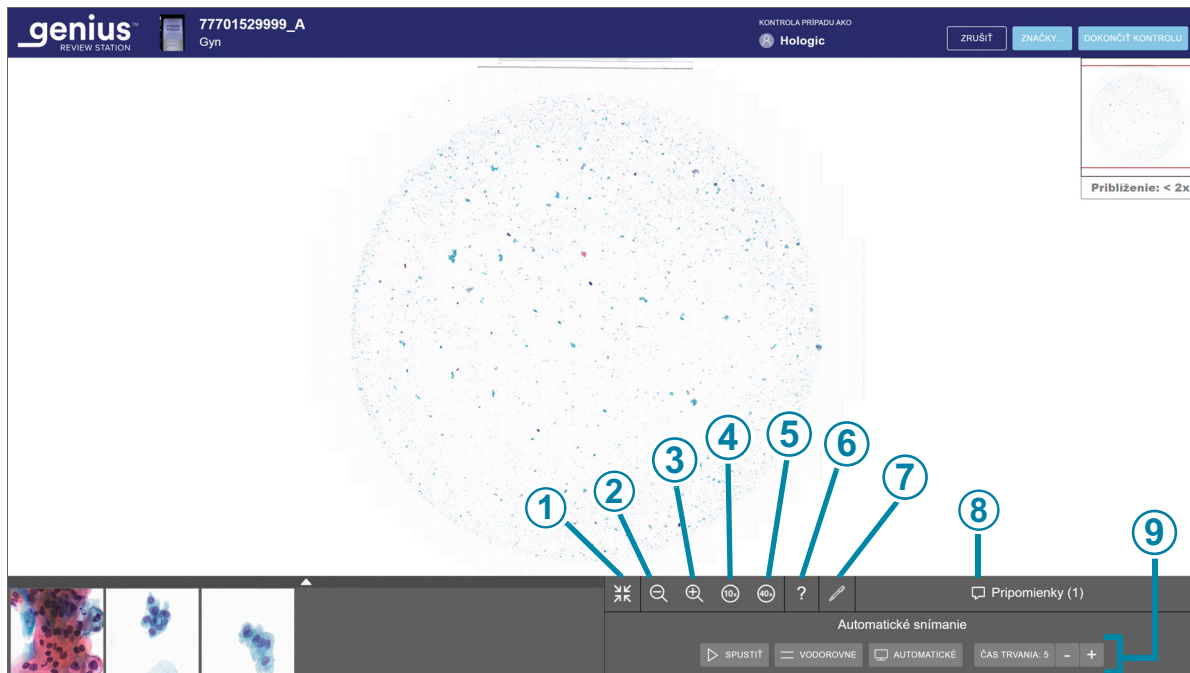 genius™
REVIEW STATION
77701529999_A
Gyn
KONTROLA PRÍPADU AKO
Hologic
ZRUŠIŤ
ZNAČKY...
DOKONČIŤ KONTROLU
Priblíženie: < 2x
1
2
3
4
5
6
7
8
9
10x
40x
?
Pripomienky (1)
Automatické snímanie
SPUSTIŤ
VODOROVNE
AUTOMATICKÉ
ČAS TRVANIA: 5
-
+